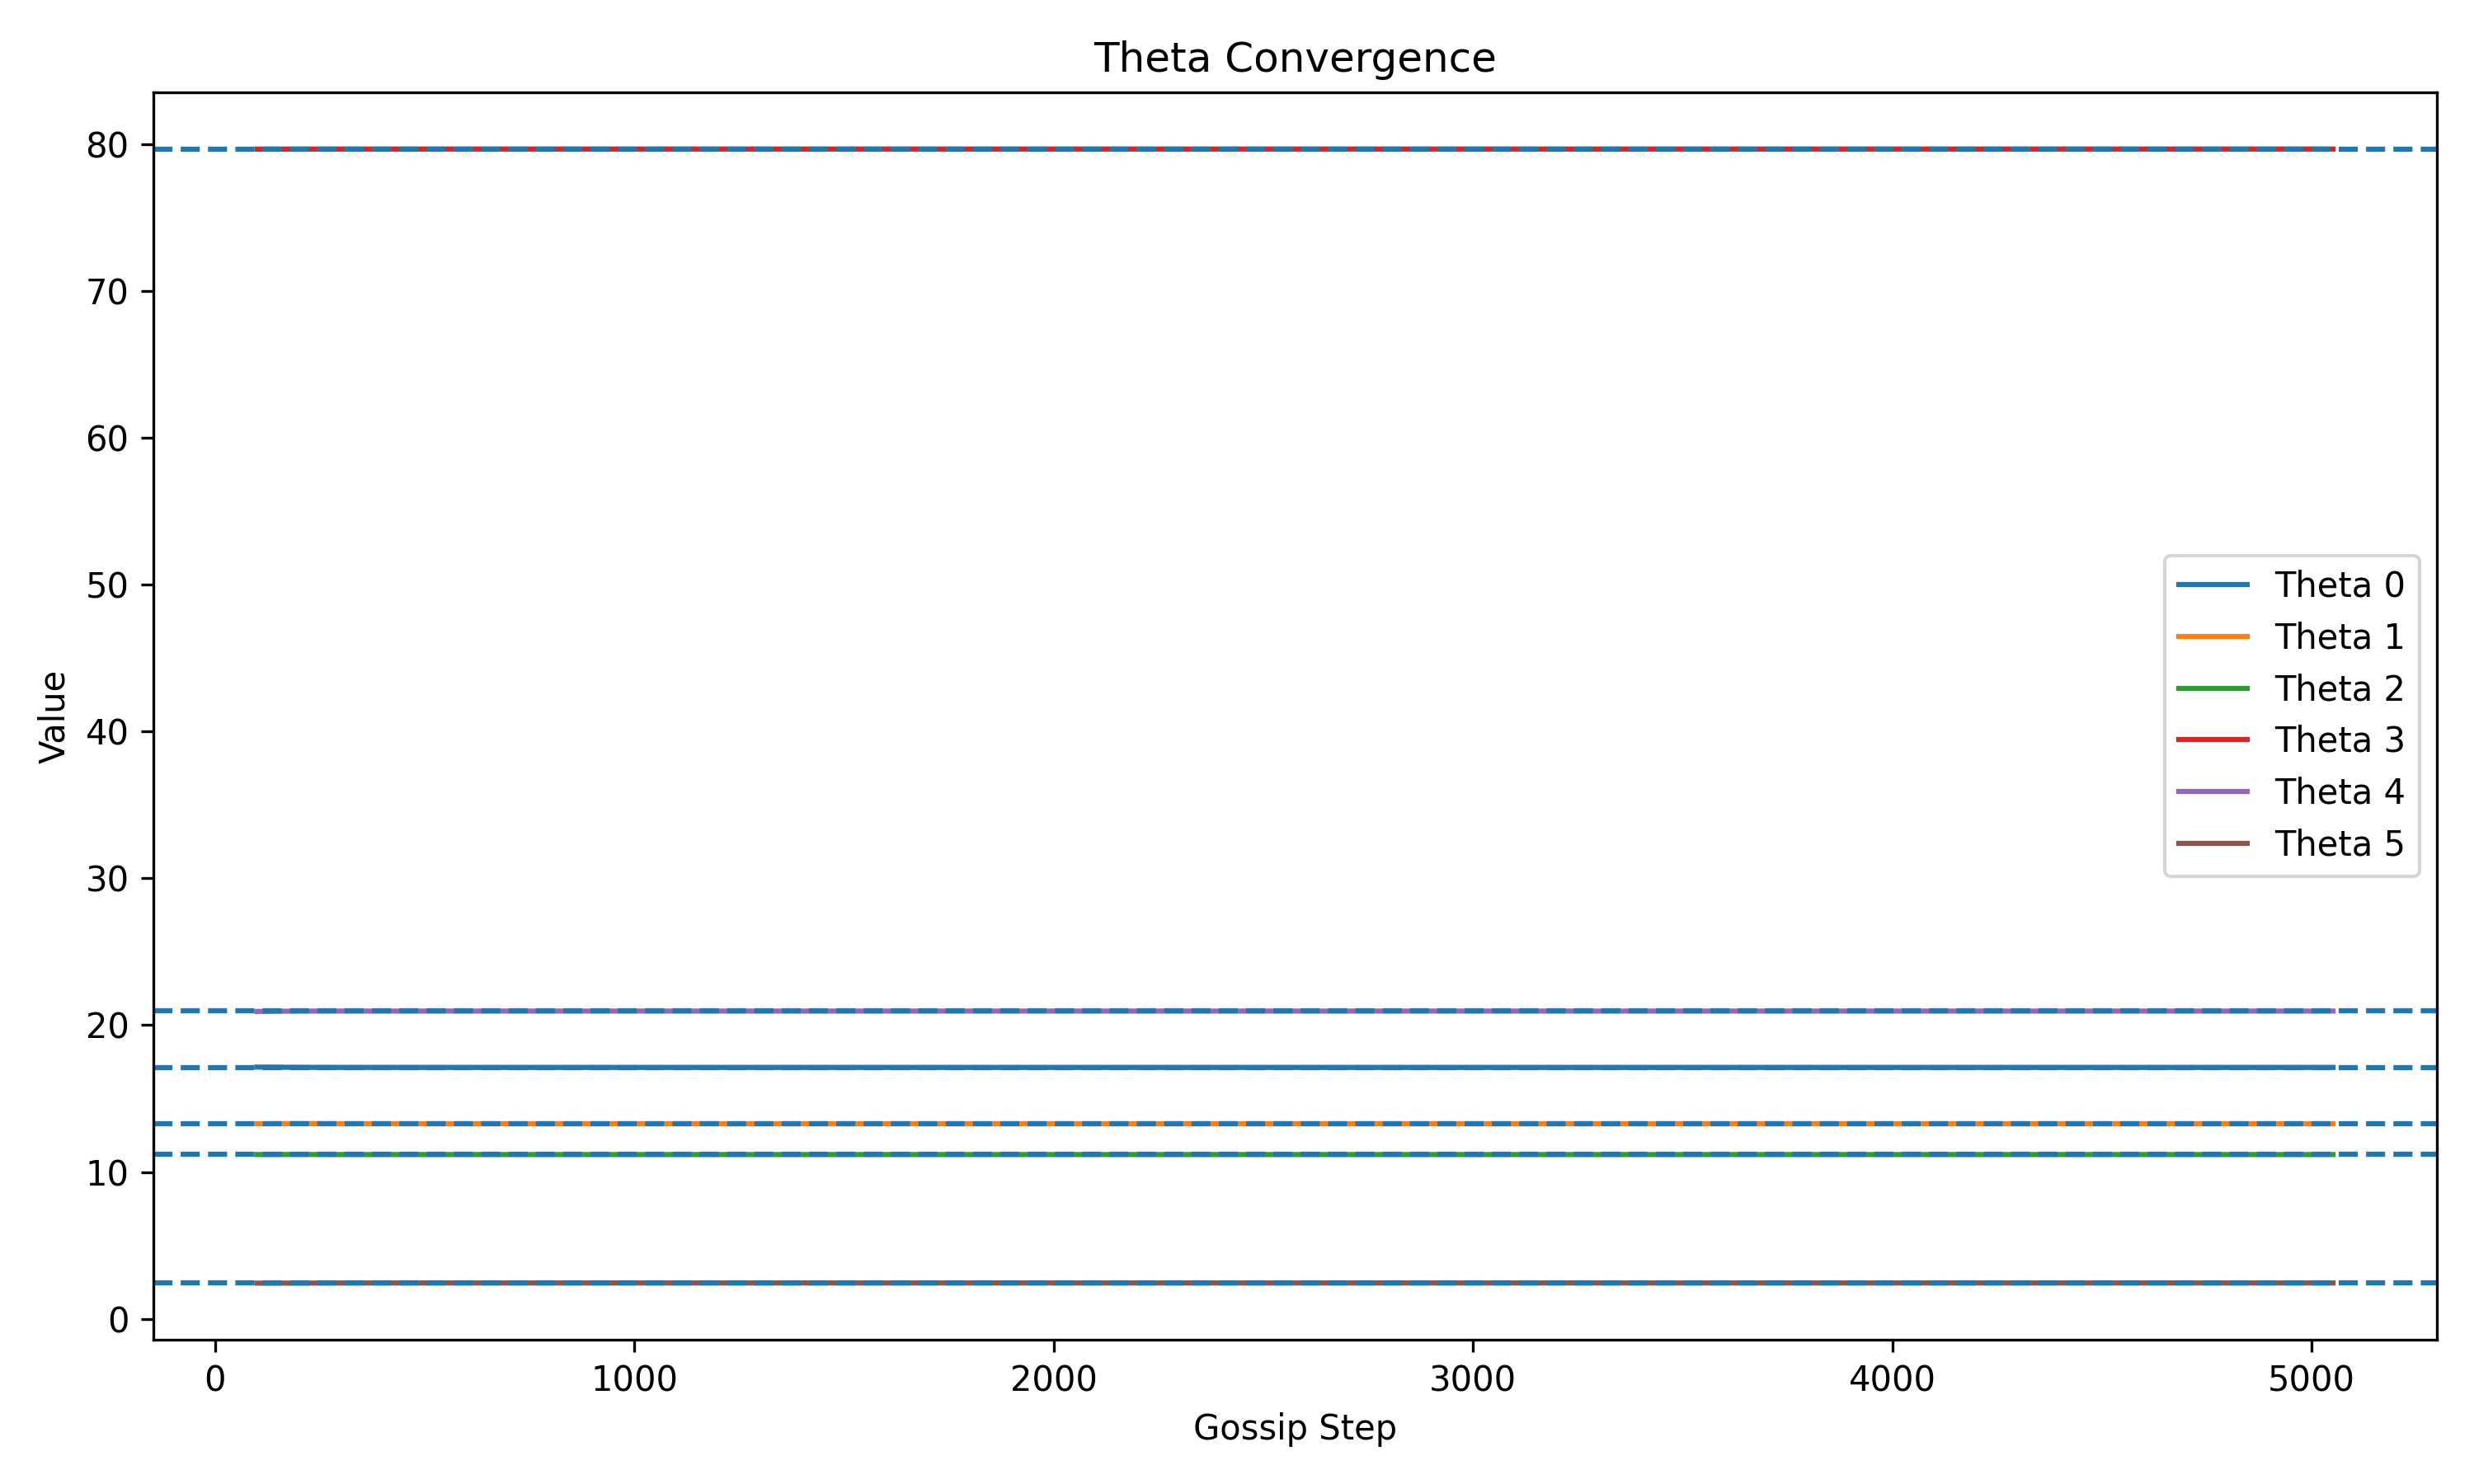 Theta Convergence
80
70
60
50
40
30
20
10
0
Value
Theta 0
Theta 1
Theta 2
Theta 3
Theta 4
Theta 5
0 1000 2000 3000 4000 5000
Gossip Step